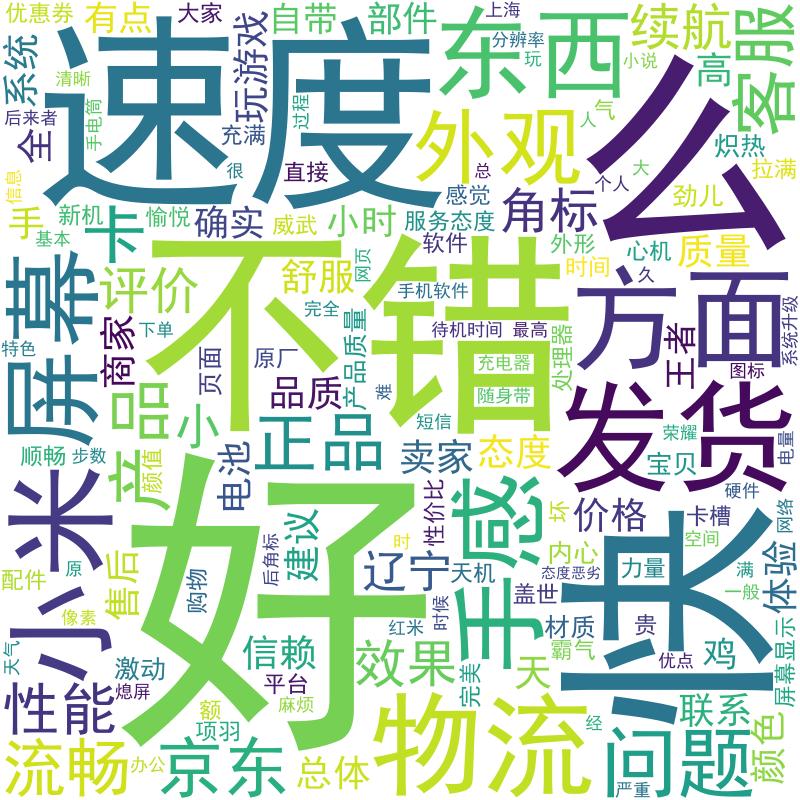 优惠券
有点
大家
自带
部件
上海
分辨率
玩
小说
续航
客服
系统
清晰
手电筒
速度
玩游戏
过程
东西
高
么
后来者
全
充满
外观
人
气
炽热
拉满
信息
很
直接
总
感觉
个人
大
劲儿
手
新机
愉悦
确实
威武
小时
服务态度
角标
基本
卡
软件
外形
心机
质量
不错
舒服
网页
时间
久
屏幕
评价
完全
手机软件
方面
系统升级
特色
商家
下单
页面
原厂
产品质量
待机时间
最高
处理器
王者
图标
品质
难
充电器
随身带
产品
小
短信
发货
荣耀
顺畅
步数
颜值
电池
正品
卖家
态度
宝贝
电量
硬件
小米
好
建议
性价比
手感
坏
价格
卡槽
网络
快
空间
配件
原
售后
购物
后角标
时
辽宁
天机
内心
态度恶劣
力量
满
一般
体验
像素
红米
时候
盖世
材质
贵
天气
激动
信赖
效果
完美
霸气
天
优点
鸡
屏幕显示
性能
熄屏
额
项羽
平台
麻烦
物流
经
问题
联系
颜色
流畅
办公
京东
总体
严重